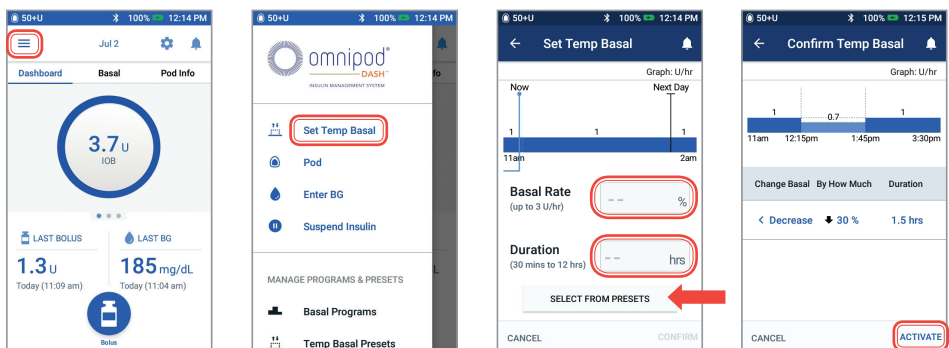 50+U 100% 12:14 PM
Jul 2
Dashboard Basal Pod Info
3.7 U
IOB
LAST BOLUS LAST BG
1.3 U 185 mg/dL
Today (11:09 am) Today (11:04 am)
Bolus
50+U 100% 12:14 PM
omnipod®
DASH™
INSULIN MANAGEMENT SYSTEM
fo
Set Temp Basal
Pod
Enter BG
Suspend Insulin
L
MANAGE PROGRAMS & PRESETS
Basal Programs
Temp Basal Presets
50+U 100% 12:14 PM
Set Temp Basal
Graph: U/hr
Now Next Day
1 1 1
11am 2am
Basal Rate
(up to 3 U/hr)
-- %
Duration
(30 mins to 12 hrs)
-- hrs
SELECT FROM PRESETS
CANCEL CONFIRM
50+U 100% 12:15 PM
Confirm Temp Basal
Graph: U/hr
1 0.7 1
11am 12:15pm 1:45pm 3:30pm
Change Basal By How Much Duration
< Decrease 30 % 1.5 hrs
CANCEL ACTIVATE